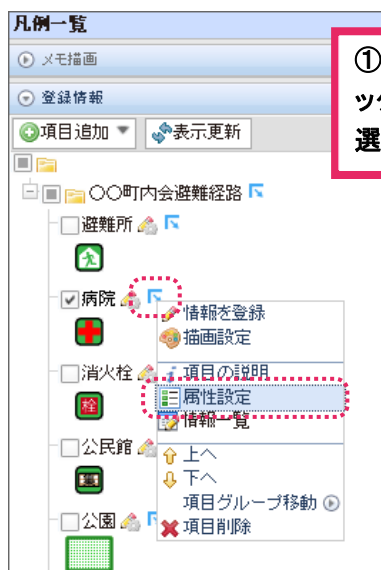 凡例一覧
メモ描画
登録情報
項目追加 表示更新
〇〇町内会避難経路
避難所
病院
消火栓
栓
公民館
公園
情報を登録
描画設定
項目の説明
属性設定
情報一覧
上へ
下へ
項目グループ移動
項目削除
①
ック
選